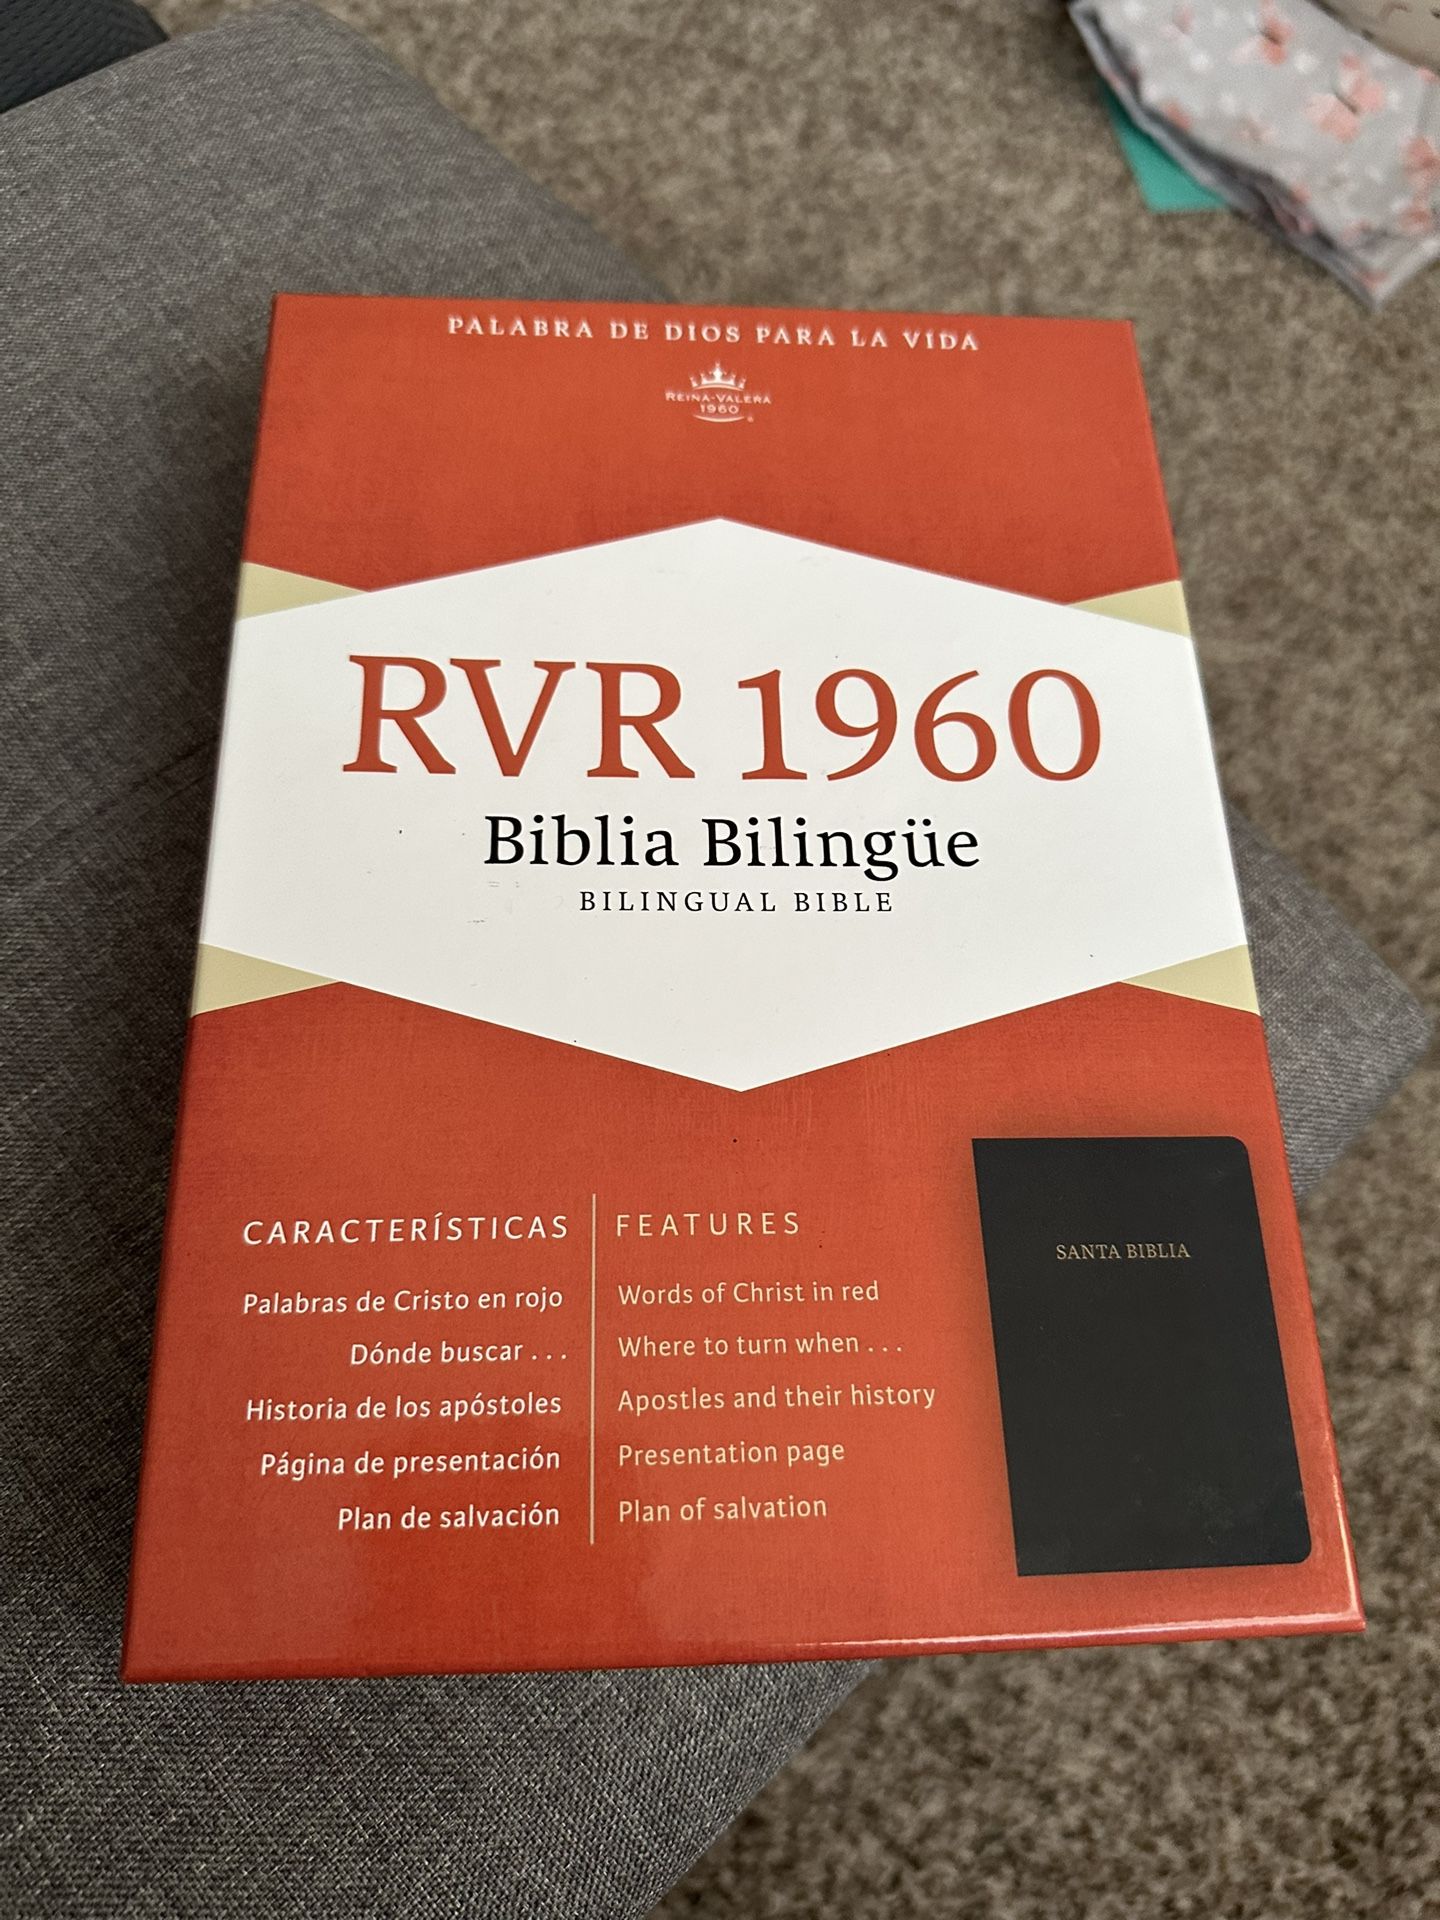 PALABRA DE DIOS PARA LA VIDA
REINA-VALERA
1960
RVR 1960
Biblia Bilingüe
BILINGUAL BIBLE
CARACTERÍSTICAS
Palabras de Cristo en rojo
Dónde buscar . . .
Historia de los apóstoles
Página de presentación
Plan de salvación
FEATURES
Words of Christ in red
Where to turn when . . .
Apostles and their history
Presentation page
Plan of salvation
SANTA BIBLIA